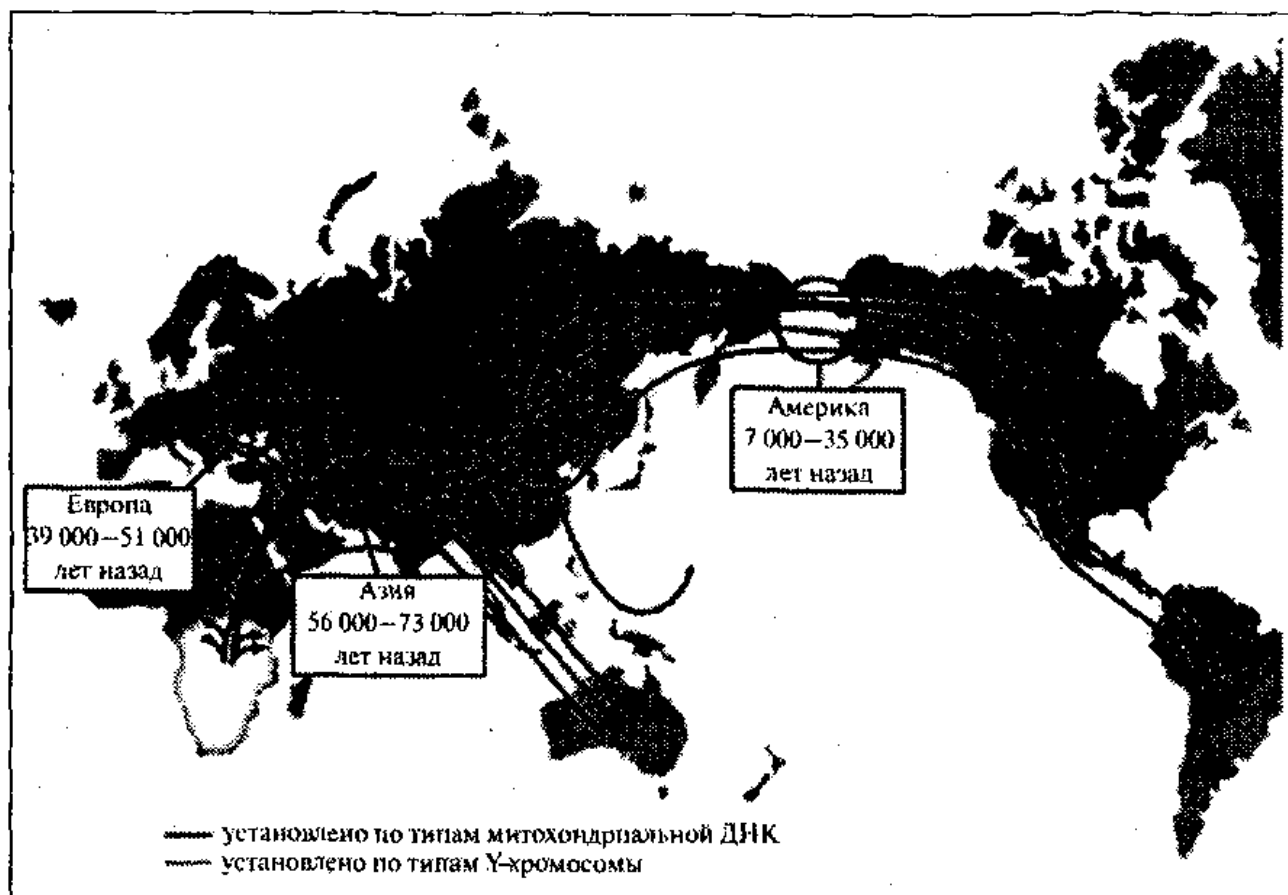 Америка
7 000–35 000
лет назад
Европа
39 000–51 000
лет назад
Азия
56 000–73 000
лет назад
установлено по типам митохондриальной ДНК
установлено по типам Y-хромосомы